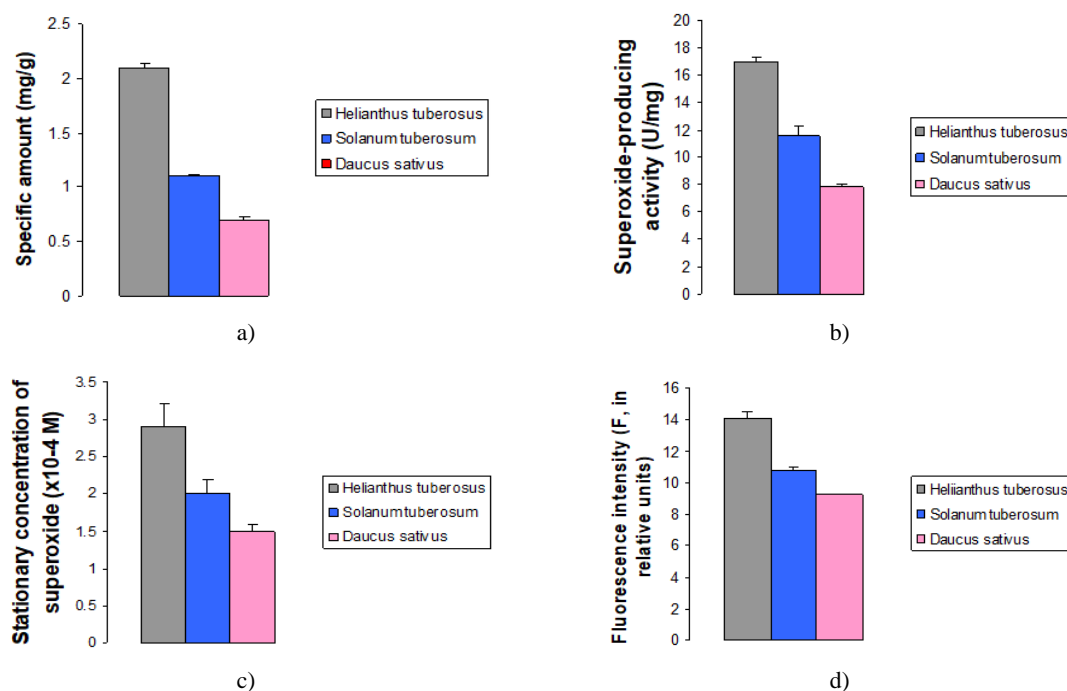 Specific amount (mg/g)
2.5
2
1.5
1
0.5
0
Helianthus tuberosus
Solanum tuberosum
Daucus sativus
a)
Superoxide-producing
activity (U/mg)
20
18
16
14
12
10
8
6
4
2
0
Helianthus tuberosus
Solanum tuberosum
Daucus sativus
b)
Stationary concentration of
superoxide (x10-4 M)
3.5
3
2.5
2
1.5
1
0.5
0
Helianthus tuberosus
Solanum tuberosum
Daucus sativus
c)
Fluorescence intensity (F, in
relative units)
16
14
12
10
8
6
4
2
0
Heliianthus tuberosus
Solanum tuberosum
Daucus sativus
d)